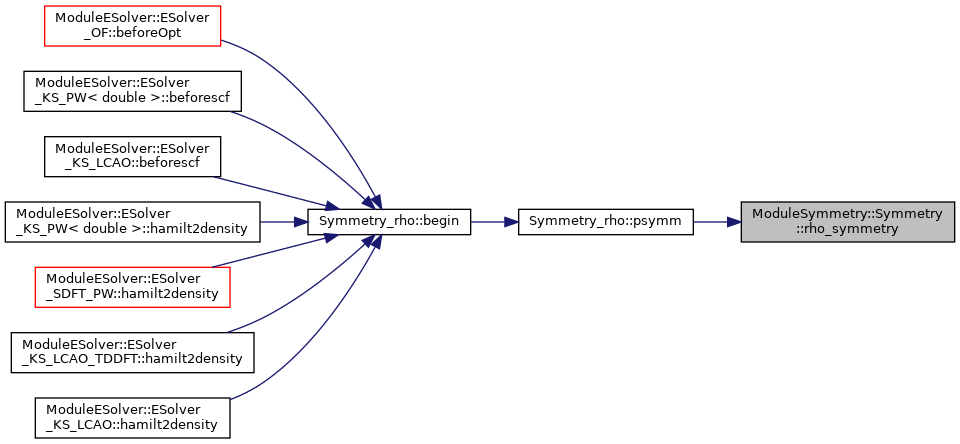 ModuleESolver::ESolver
_OF::beforeOpt
ModuleESolver::ESolver
_KS_PW< double >::beforescf
ModuleESolver::ESolver
_KS_LCAO::beforescf
ModuleESolver::ESolver
_KS_PW< double >::hamilt2density
ModuleESolver::ESolver
_SDFT_PW::hamilt2density
ModuleESolver::ESolver
_KS_LCAO_TDDFT::hamilt2density
ModuleESolver::ESolver
_KS_LCAO::hamilt2density
Symmetry_rho::begin
Symmetry_rho::psymm
ModuleSymmetry::Symmetry
::rho_symmetry